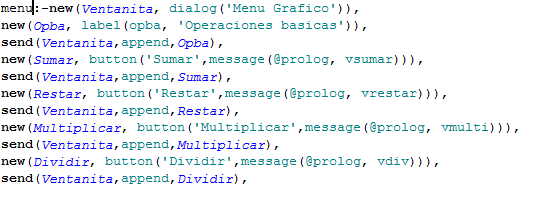 menu:-new(Ventanita, dialog('Menu Grafico')),
new(Opba, label(opba, 'Operaciones basicas')),
send(Ventanita,append,Opba),
new(Sumar, button('Sumar',message(@prolog, vsumar))),
send(Ventanita,append,Sumar),
new(Restar, button('Restar',message(@prolog, vrestar))),
send(Ventanita,append,Restar),
new(Multiplicar, button('Multiplicar',message(@prolog, vmulti))),
send(Ventanita,append,Multiplicar),
new(Dividir, button('Dividir',message(@prolog, vdiv))),
send(Ventanita,append,Dividir),